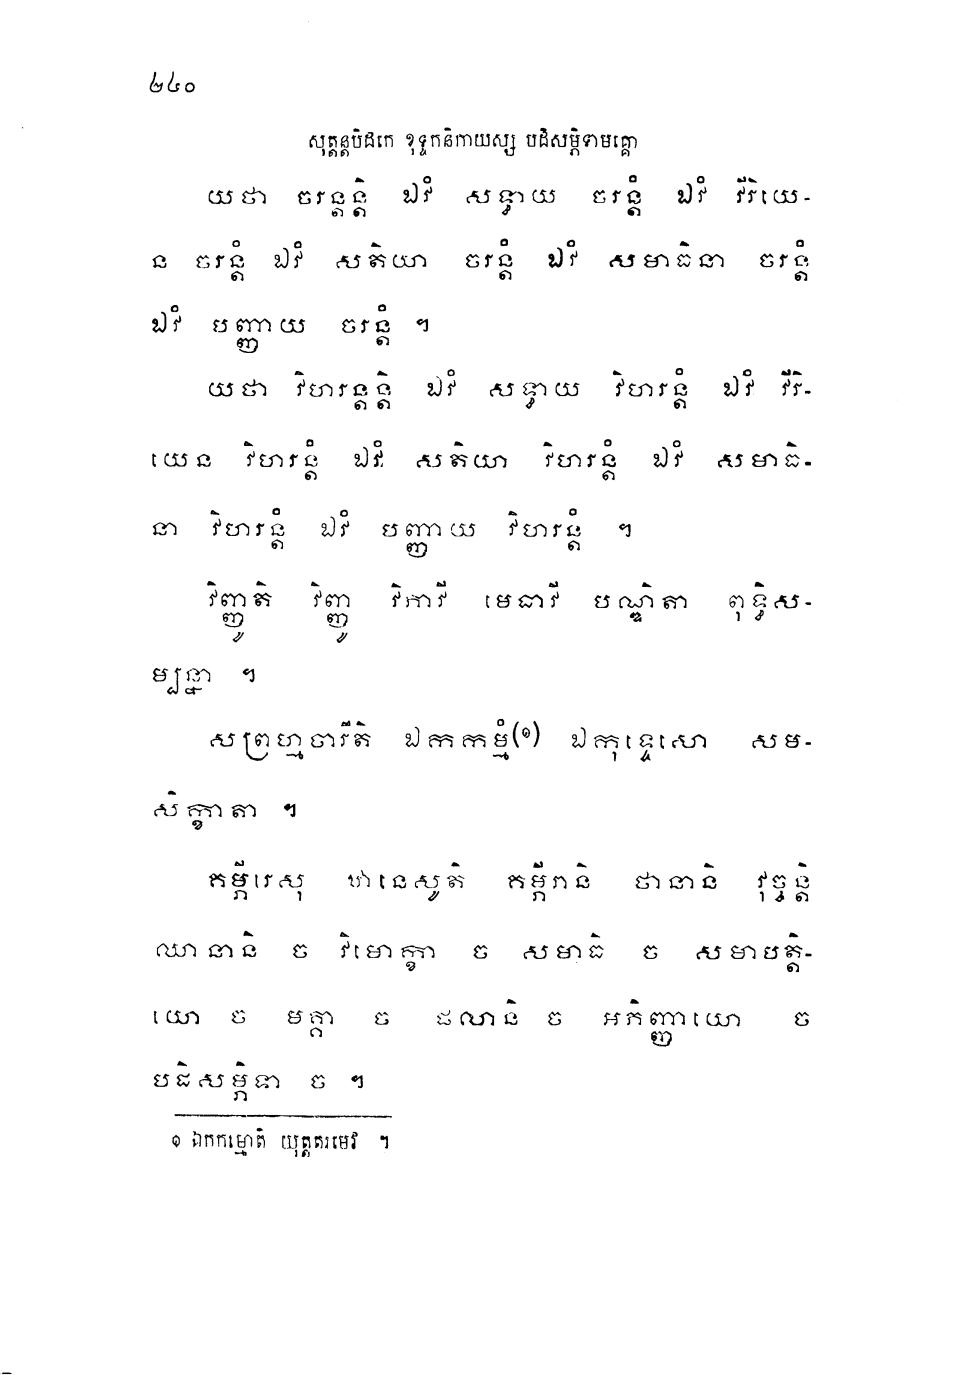 ២៤០
សុត្តន្តបិដកេ ខុទ្ទកនិកាយស្ស បដិសម្ភិទាមគ្គោ
យថា ចរន្តន្តិ ឯវំ សទ្ធាយ ចរន្តំ ឯវំ វីរិយេ-
ន ចរន្តំ ឯវំ សតិយា ចរន្តំ ឯវំ សមាធិនា ចរន្តំ
ឯវំ បញ្ញាយ ចរន្តំ ។
យថា វិហរន្តន្តិ ឯវំ សទ្ធាយ វិហរន្តំ ឯវំ វីរិ-
យេន វិហរន្តំ ឯវំ សតិយា វិហរន្តំ ឯវំ សមាធិ-
នា វិហរន្តំ ឯវំ បញ្ញាយ វិហរន្តំ ។
វិញ្ញូតិ វិញ្ញូ វិភាវី មេធាវី បណ្ឌិតា ពុទ្ធិស-
ម្បន្នា ។
សព្រហ្មចារីតិ ឯកកម្មំ(១) ឯកុទ្ទេសោ សម-
សិក្ខាតា ។
គម្ភីរេសុ ឋានេសូតិ គម្ភីរានិ ថានានិ វុច្ចន្តិ
ឈានានិ ច វិមោក្ខា ច សមាធិ ច សមាបត្តិ-
យោ ច មគ្គា ច ផលានិ ច អភិញ្ញាយោ ច
បដិសម្ភិទា ច ។
១ ឯកកម្មោតិ យុត្តតរមេវ ។